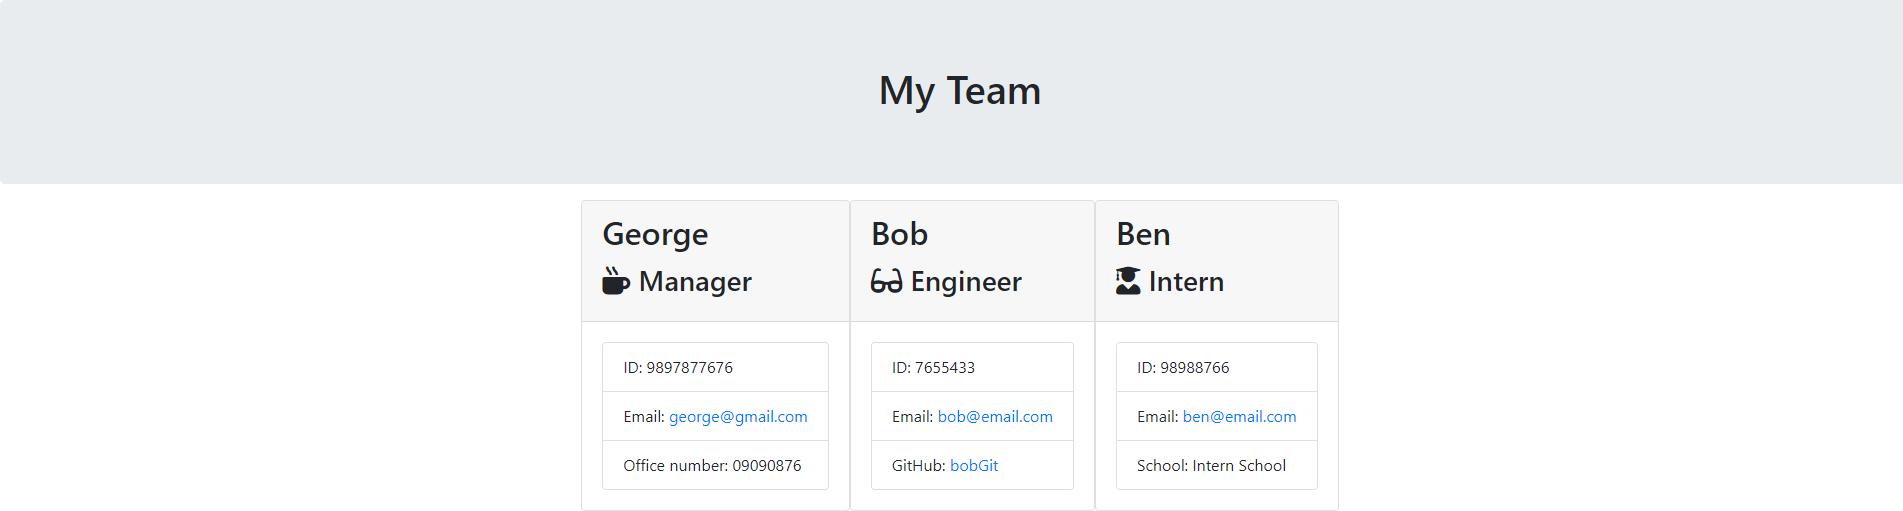 My Team
George
Manager
ID: 9897877676
Email: george@gmail.com
Office number: 09090876
Bob
Engineer
ID: 7655433
Email: bob@email.com
GitHub: bobGit
Ben
Intern
ID: 98988766
Email: ben@email.com
School: Intern School